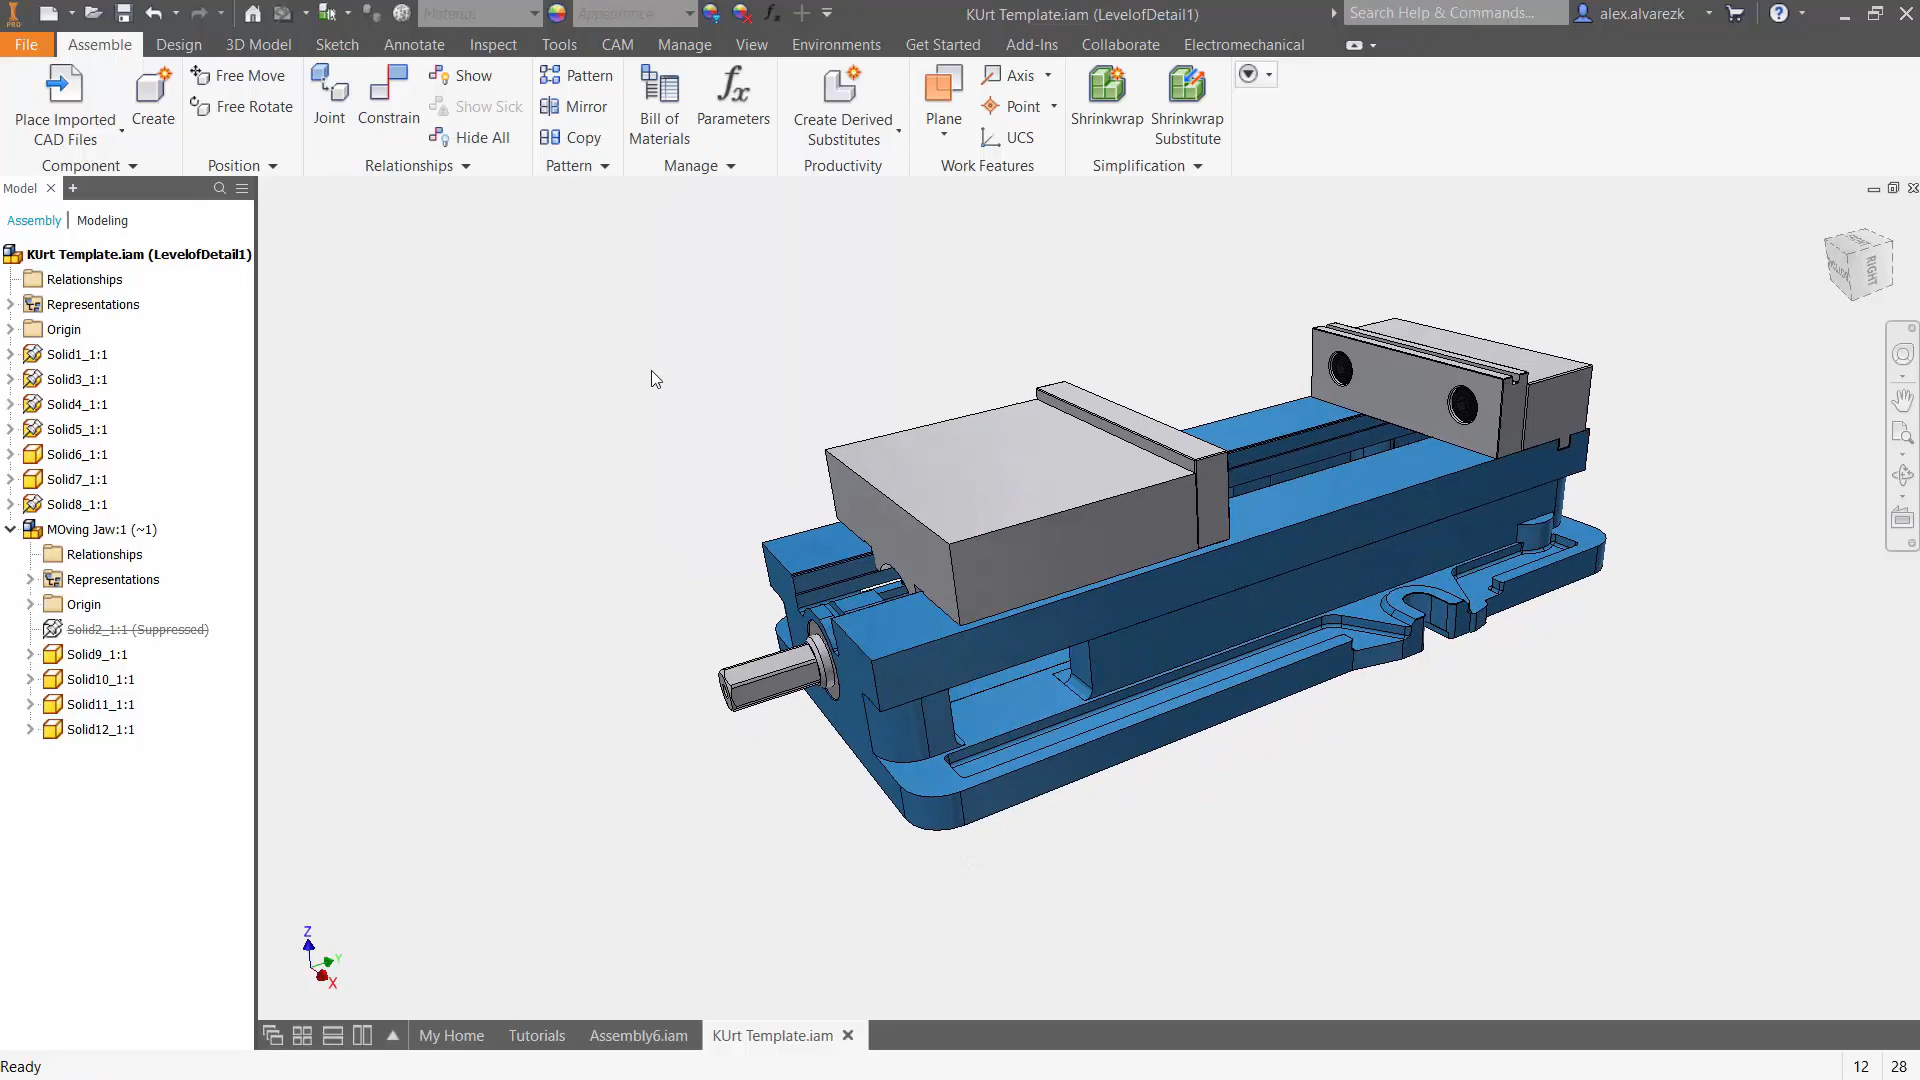 PRO
Material
Appearance
KUrt Template.iam (LevelofDetail1)
Search Help & Commands...
alex.alvarezk
File
Assemble
Design
3D Model
Sketch
Annotate
Inspect
Tools
CAM
Manage
View
Environments
Get Started
Add-Ins
Collaborate
Electromechanical
Place Imported
CAD Files
Create
Component
Free Move
Free Rotate
Position
Joint
Constrain
Show
Show Sick
Hide All
Relationships
Pattern
Mirror
Copy
Pattern
Bill of
Materials
Parameters
Manage
Create Derived
Substitutes
Productivity
Plane
Axis
Point
UCS
Work Features
Shrinkwrap
Shrinkwrap
Substitute
Simplification
Model
Assembly
Modeling
KUrt Template.iam (LevelofDetail1)
Relationships
Representations
Origin
Solid1_1:1
Solid3_1:1
Solid4_1:1
Solid5_1:1
Solid6_1:1
Solid7_1:1
Solid8_1:1
MOving Jaw:1 (~1)
Relationships
Representations
Origin
Solid2_1:1 (Suppressed)
Solid9_1:1
Solid10_1:1
Solid11_1:1
Solid12_1:1
RIGHT
Z
Y
X
My Home
Tutorials
Assembly6.iam
KUrt Template.iam
Ready
12
28